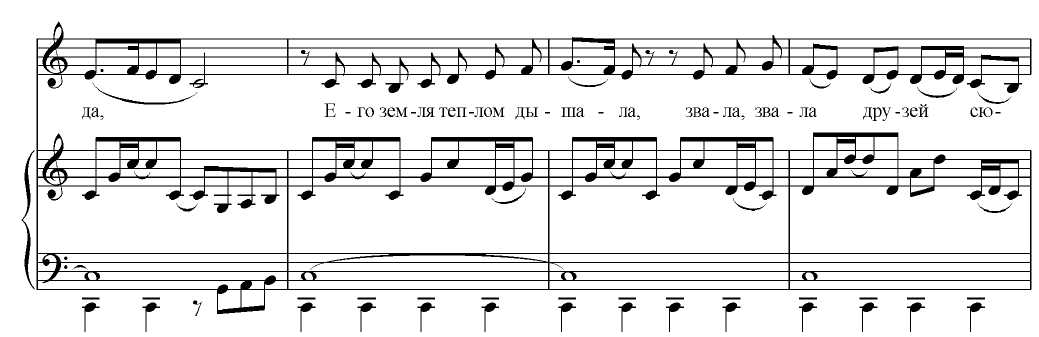 да, Е - го зем-ля теп-лом ды - ша - ла, зва-ла, зва - ла дру-зей сю-